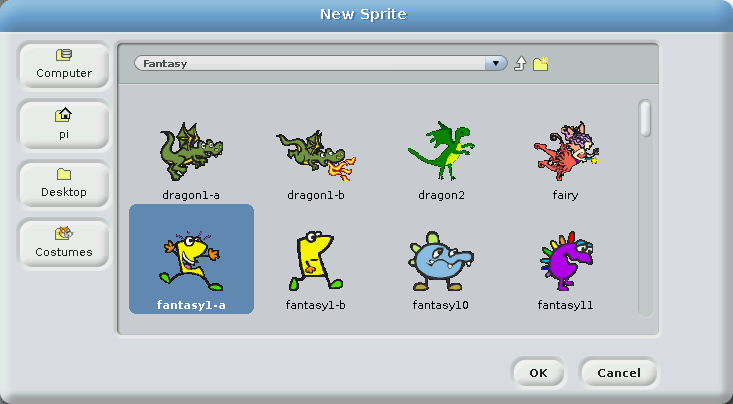 New Sprite
Computer
pi
Desktop
Costumes
Fantasy
dragon1-a
dragon1-b
dragon2
fairy
fantasy1-a
fantasy1-b
fantasy10
fantasy11
OK
Cancel